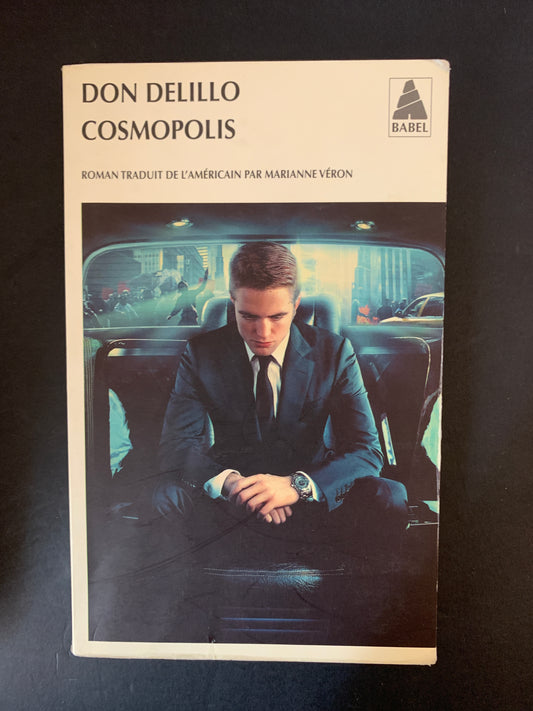 DON DELILLO
COSMOPOLIS
BABEL
ROMAN TRADUIT DE L'AMÉRICAIN PAR MARIANNE VÉRON